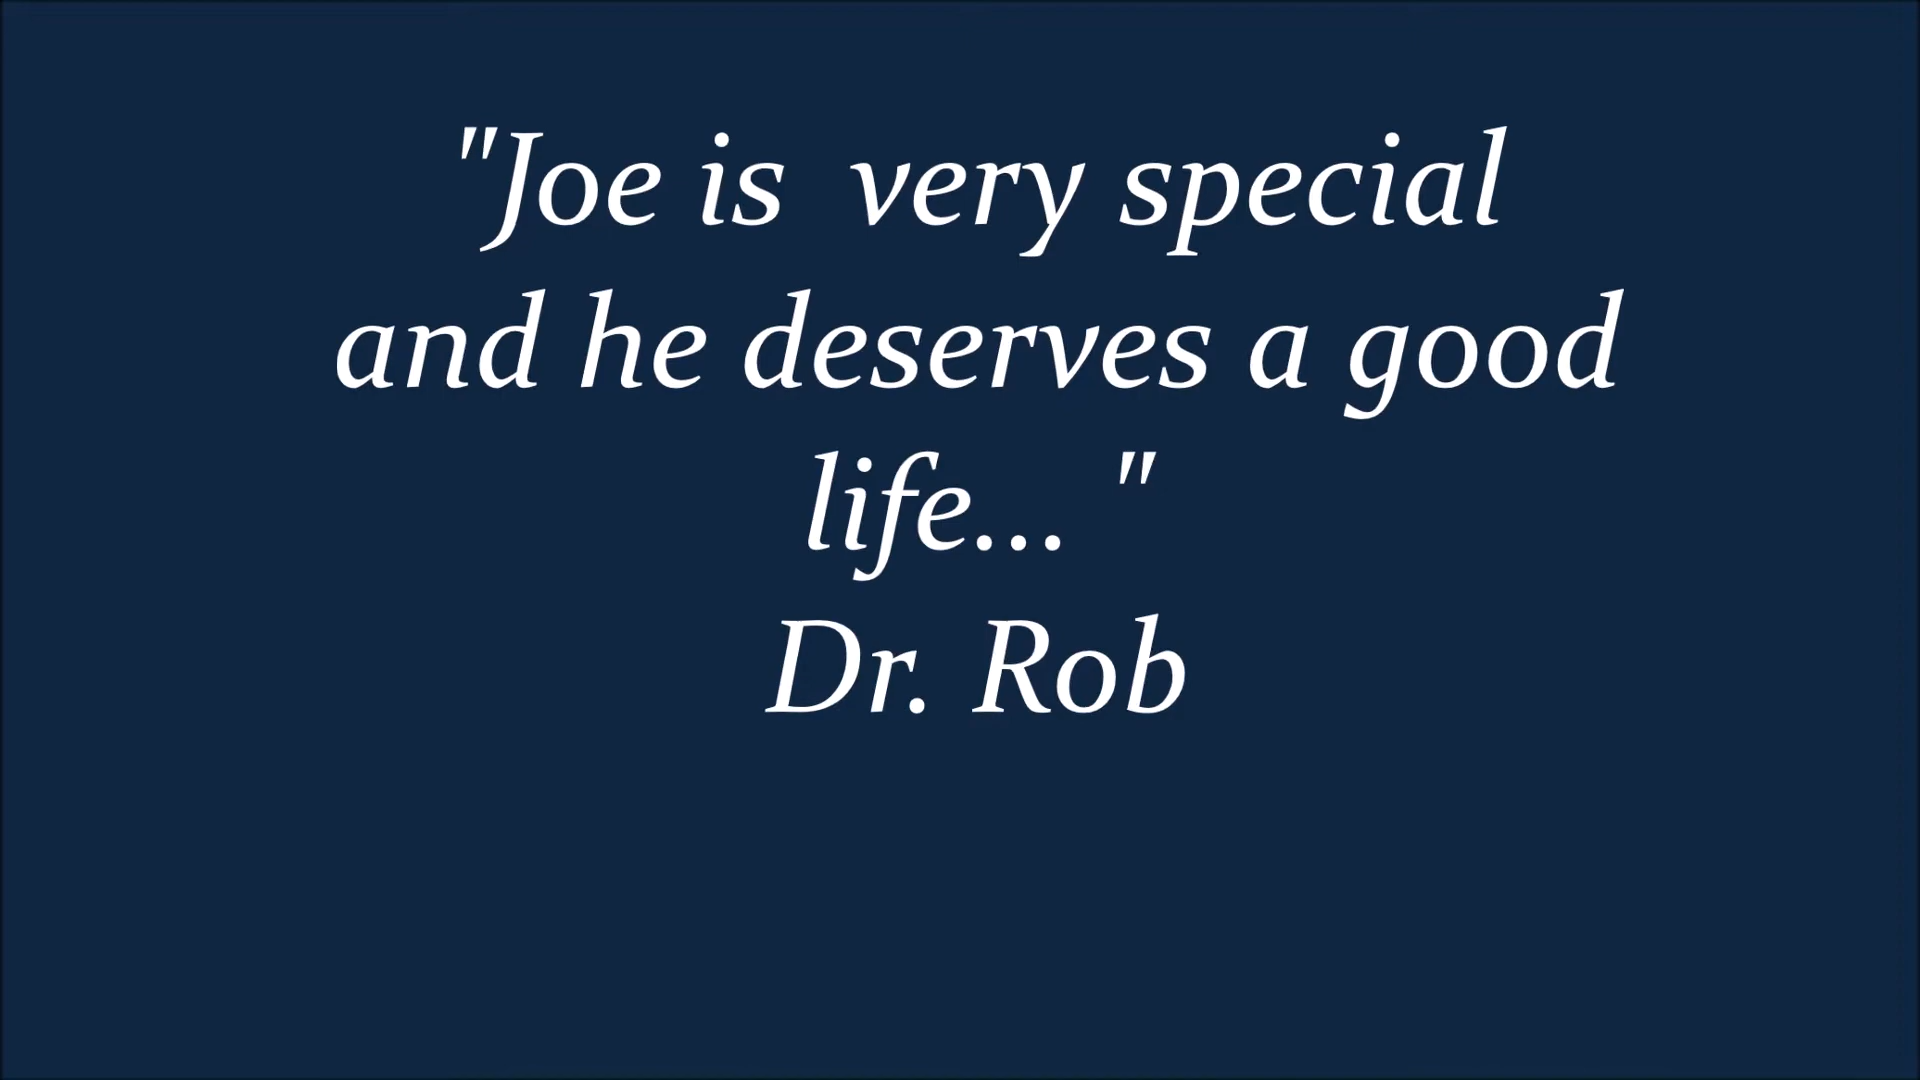 "Joe is  very special
and he deserves a good
life... "
Dr. Rob